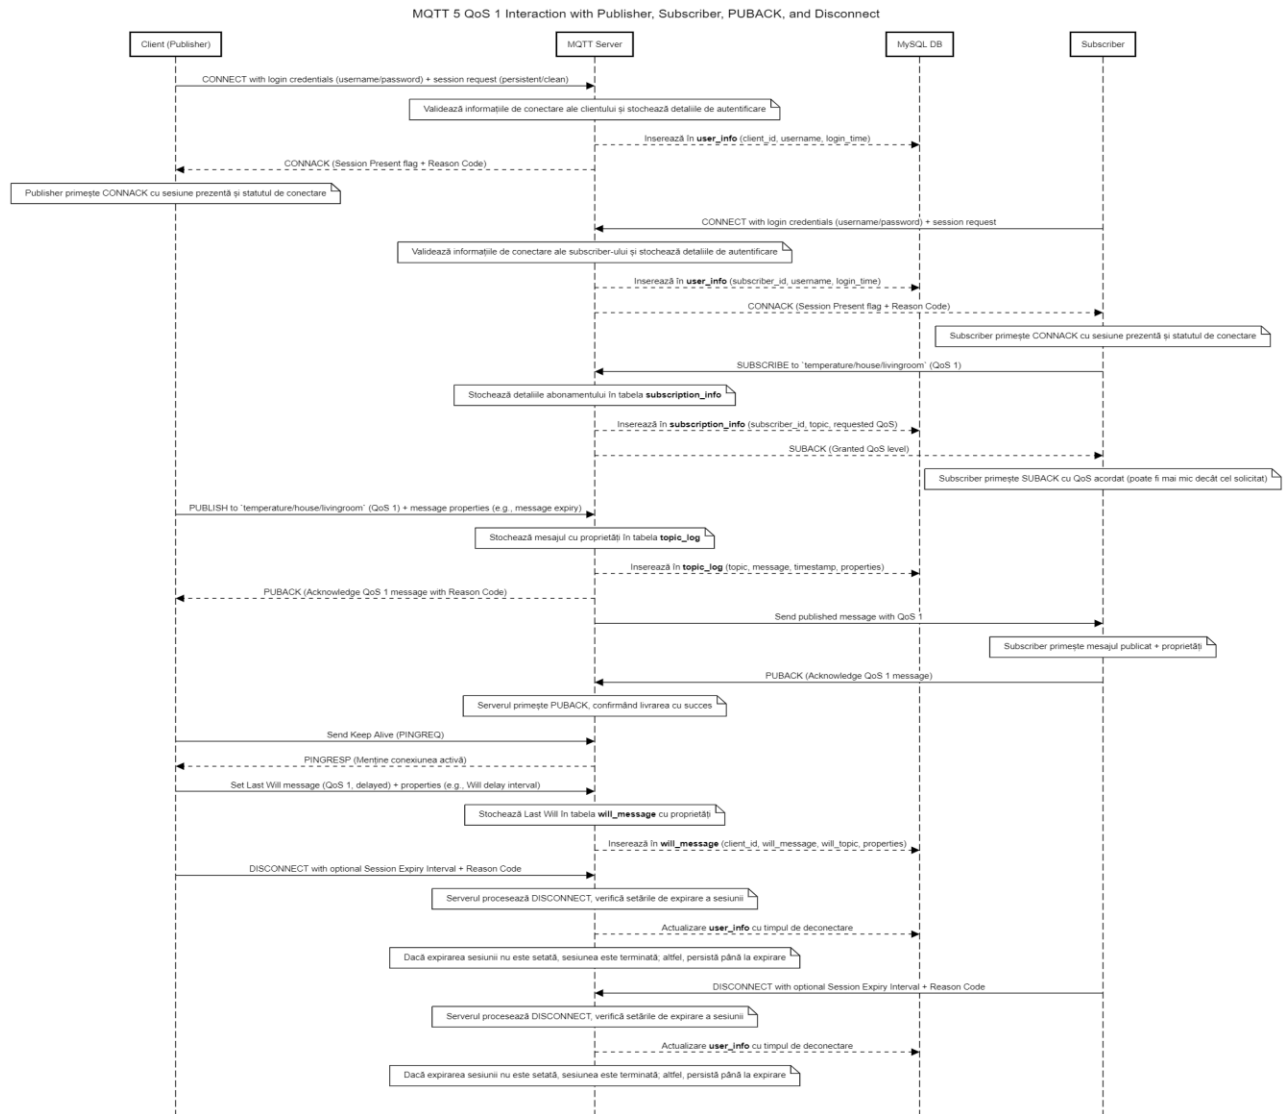 MQTT 5 QoS 1 Interaction with Publisher, Subscriber, PUBACK, and Disconnect
Client (Publisher)
MQTT Server
MySQL DB
Subscriber
CONNECT with login credentials (username/password) + session request (persistent/clean)
Validează informațiile de conectare ale clientului și stochează detaliile de autentificare
Inserează în user_info (client_id, username, login_time)
CONNACK (Session Present flag + Reason Code)
Publisher primește CONNACK cu sesiune prezentă și statutul de conectare
CONNECT with login credentials (username/password) + session request
Validează informațiile de conectare ale subscriber-ului și stochează detaliile de autentificare
Inserează în user_info (subscriber_id, username, login_time)
CONNACK (Session Present flag + Reason Code)
Subscriber primește CONNACK cu sesiune prezentă și statutul de conectare
SUBSCRIBE to `temperature/house/livingroom` (QoS 1)
Stochează detaliile abonamentului în tabela subscription_info
Inserează în subscription_info (subscriber_id, topic, requested QoS)
SUBACK (Granted QoS level)
Subscriber primește SUBACK cu QoS acordat (poate fi mai mic decât cel solicitat)
PUBLISH to `temperature/house/livingroom` (QoS 1) + message properties (e.g., message expiry)
Stochează mesajul cu proprietăți în tabela topic_log
Inserează în topic_log (topic, message, timestamp, properties)
PUBACK (Acknowledge QoS 1 message with Reason Code)
Send published message with QoS 1
Subscriber primește mesajul publicat + proprietăți
PUBACK (Acknowledge QoS 1 message)
Serverul primește PUBACK, confirmând livrarea cu succes
Send Keep Alive (PINGREQ)
PINGRESP (Menține conexiunea activă)
Set Last Will message (QoS 1, delayed) + properties (e.g., Will delay interval)
Stochează Last Will în tabela will_message cu proprietăți
Inserează în will_message (client_id, will_message, will_topic, properties)
DISCONNECT with optional Session Expiry Interval + Reason Code
Serverul procesează DISCONNECT, verifică setările de expirare a sesiunii
Actualizare user_info cu timpul de deconectare
Dacă expirarea sesiunii nu este setată, sesiunea este terminată; altfel, persistă până la expirare
DISCONNECT with optional Session Expiry Interval + Reason Code
Serverul procesează DISCONNECT, verifică setările de expirare a sesiunii
Actualizare user_info cu timpul de deconectare
Dacă expirarea sesiunii nu este setată, sesiunea este terminată; altfel, persistă până la expirare